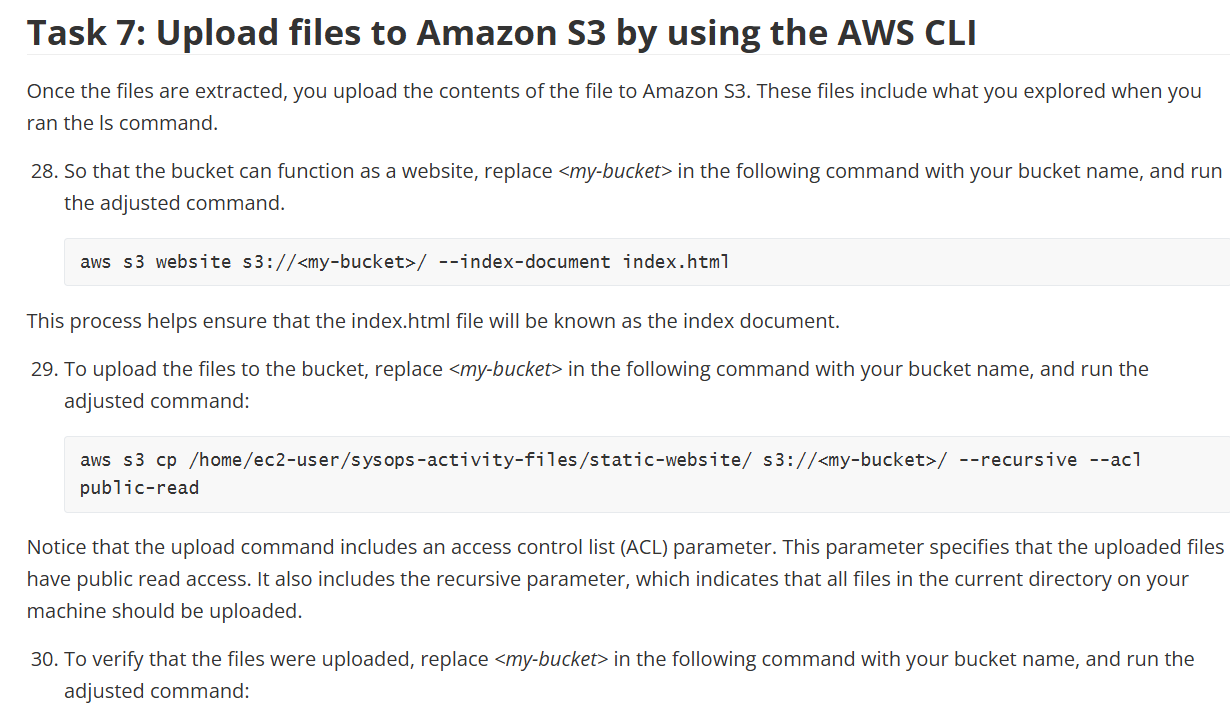 Task 7: Upload files to Amazon S3 by using the AWS CLI
Once the files are extracted, you upload the contents of the file to Amazon S3. These files include what you explored when you
ran the ls command.
28. So that the bucket can function as a website, replace <my-bucket> in the following command with your bucket name, and run
the adjusted command.
aws s3 website s3://<my-bucket>/ --index-document index.html
This process helps ensure that the index.html file will be known as the index document.
29. To upload the files to the bucket, replace <my-bucket> in the following command with your bucket name, and run the
adjusted command:
aws s3 cp /home/ec2-user/sysops-activity-files/static-website/ s3://<my-bucket>/ --recursive --acl
public-read
Notice that the upload command includes an access control list (ACL) parameter. This parameter specifies that the uploaded files
have public read access. It also includes the recursive parameter, which indicates that all files in the current directory on your
machine should be uploaded.
30. To verify that the files were uploaded, replace <my-bucket> in the following command with your bucket name, and run the
adjusted command: